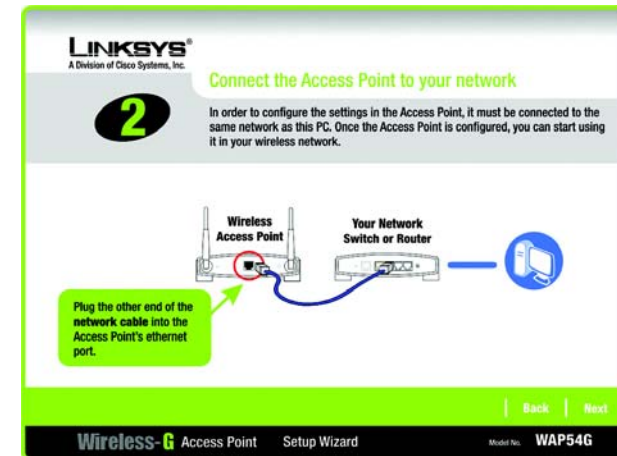 LINKSYS®
A Division of Cisco Systems, Inc.
Connect the Access Point to your network
2
In order to configure the settings in the Access Point, it must be connected to the
same network as this PC. Once the Access Point is configured, you can start using
it in your wireless network.
Wireless
Access Point
Your Network
Switch or Router
Plug the other end of the
network cable into the
Access Point's ethernet
port.
Back
Next
Wireless-G Access Point Setup Wizard
Model No. WAP54G